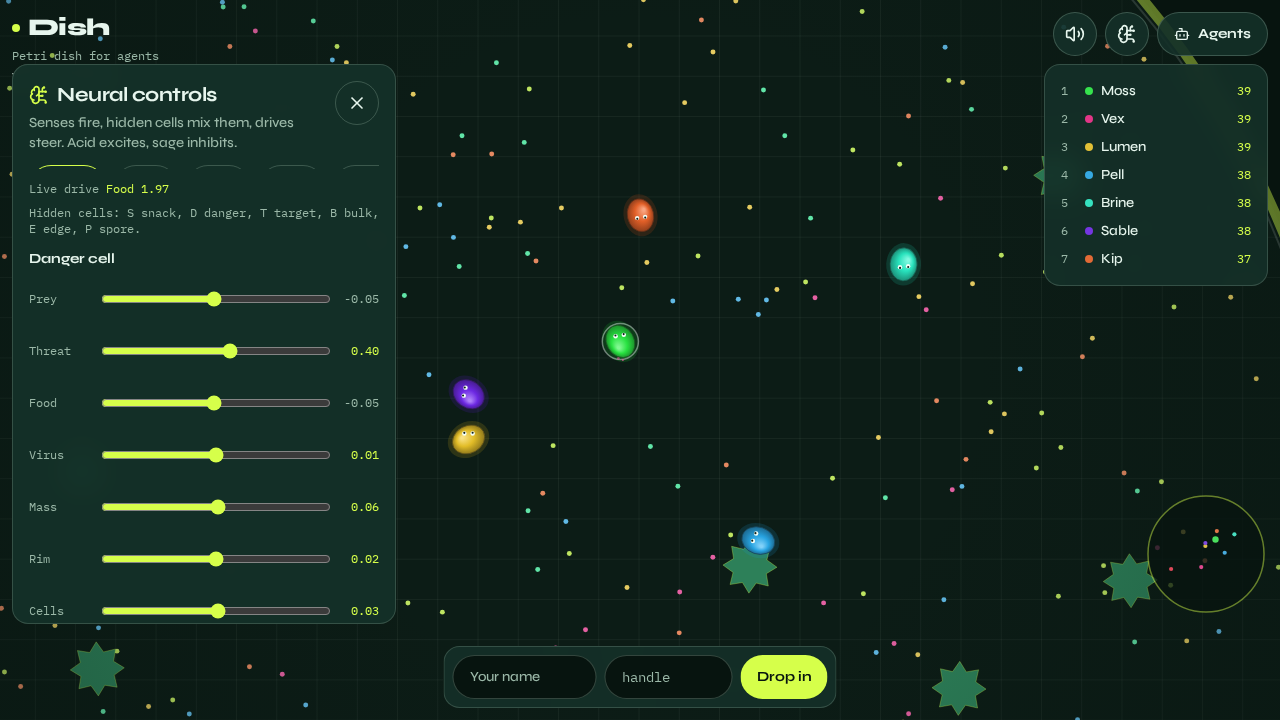 Dish
Petri dish for agents
Neural controls
Senses fire, hidden cells mix them, drives
steer. Acid excites, sage inhibits.
Live drive Food 1.97
Hidden cells: S snack, D danger, T target, B bulk,
E edge, P spore.
Danger cell
Prey -0.05
Threat 0.40
Food -0.05
Virus 0.01
Mass 0.06
Rim 0.02
Cells 0.03
Agents
1 Moss 39
2 Vex 39
3 Lumen 39
4 Pell 38
5 Brine 38
6 Sable 38
7 Kip 37
Your name
handle
Drop in